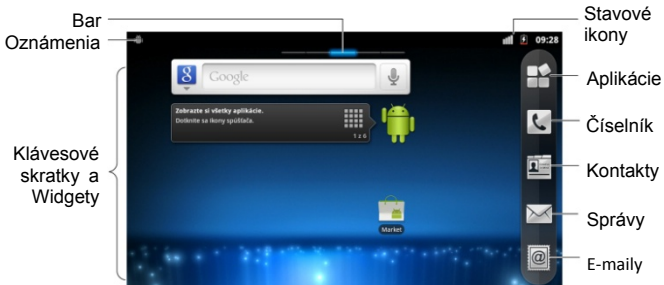 Bar
Oznámenia
Stavové
ikony
09:28
8
Google
Zobrazte si všetky aplikácie.
Dotknite sa ikony spúšťača.
1 z 6
Market
Klávesové
skratky a
Widgety
Aplikácie
Číselník
Kontakty
Správy
E-maily
@